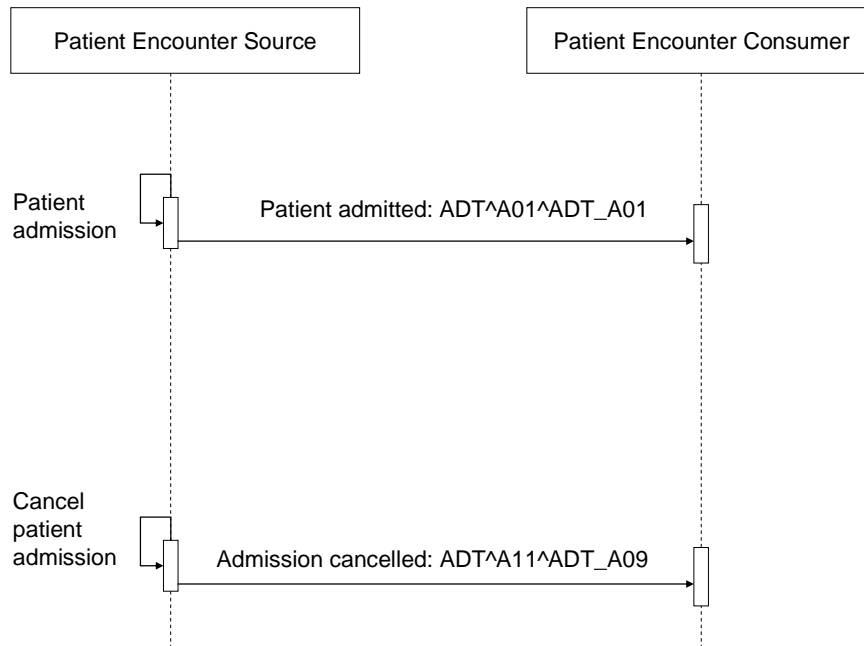 Patient Encounter Source
Patient Encounter Consumer
Patient
admission
Patient admitted: ADT^A01^ADT_A01
Cancel
patient
admission
Admission cancelled: ADT^A11^ADT_A09